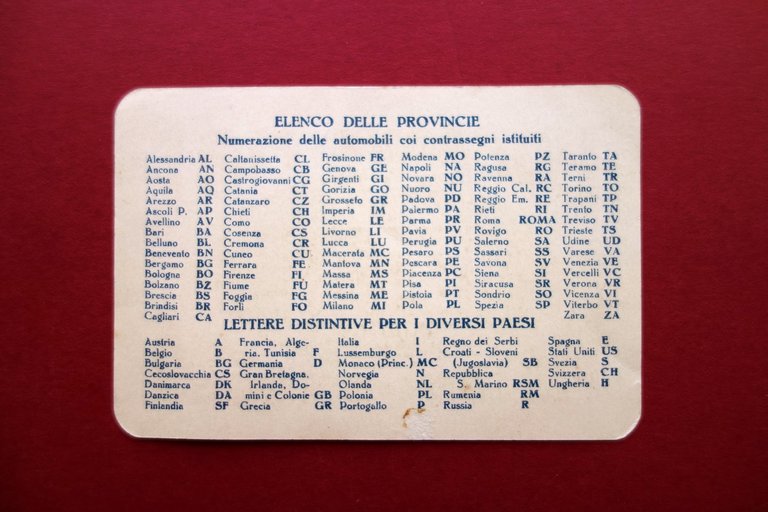 ELENCO DELLE PROVINCIE
Numerazione delle automobili coi contrassegni istituiti
Alessandria AL
Ancona AN
Aosta AO
Aquila AQ
Arezzo AR
Ascoli P. AP
Avellino AV
Bari BA
Belluno BL
Benevento BN
Bergamo BG
Bologna BO
Bolzano BZ
Brescia BS
Brindisi BR
Cagliari CA
Caltanissetta CL
Campobasso CB
Castrogiovanni CG
Catania CT
Catanzaro CZ
Chieti CH
Como CO
Cosenza CS
Cremona CR
Cuneo CU
Ferrara FE
Firenze FI
Fiume FU
Foggia FG
Forlì FO
Frosinone FR
Genova GE
Girgenti GI
Gorizia GO
Grosseto GR
Imperia IM
Lecce LE
Livorno LI
Lucca LU
Macerata MC
Mantova MN
Massa MS
Matera MT
Messina ME
Milano MI
Modena MO
Napoli NA
Novara NO
Nuoro NU
Padova PD
Palermo PA
Parma PR
Pavia PV
Perugia PU
Pesaro PS
Pescara PE
Piacenza PC
Pisa PI
Pistoia PT
Pola PL
Potenza PZ
Ragusa RG
Ravenna RA
Reggio Cal. RC
Reggio Em. RE
Rieti RI
Roma ROMA
Rovigo RO
Salerno SA
Sassari SS
Savona SV
Siena SI
Siracusa SR
Sondrio SO
Spezia SP
Taranto TA
Teramo TE
Terni TR
Torino TO
Trapani TP
Trento TN
Treviso TV
Trieste TS
Udine UD
Varese VA
Venezia VE
Vercelli VC
Verona VR
Vicenza VI
Viterbo VT
Zara ZA
LETTERE DISTINTIVE PER I DIVERSI PAESI
Austria A
Belgio B
Bulgaria BG
Cecoslovacchia CS
Danimarca DK
Danzica DA
Finlandia SF
Francia, Alge-
ria, Tunisia F
Germania D
Gran Bretagna,
Irlanda, Do-
mini e Colonie GB
Grecia GR
Italia I
Lussemburgo L
Monaco (Princ.) MC
Norvegia N
Olanda NL
Polonia PL
Portogallo P
Regno dei Serbi
Croati - Sloveni
(Jugoslavia) SB
Repubblica
S. Marino RSM
Rumenia RM
Russia R
Spagna E
Stati Uniti US
Svezia S
Svizzera CH
Ungheria H